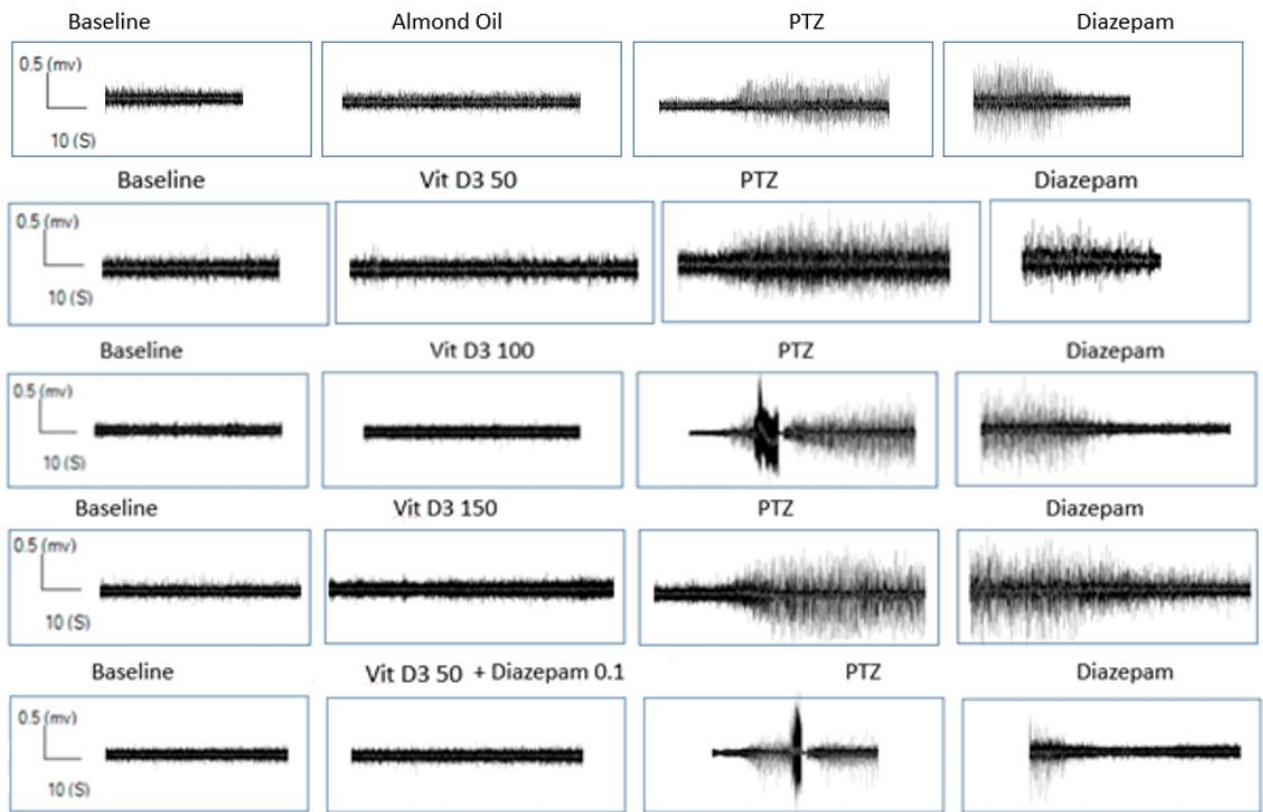 Baseline Almond Oil PTZ Diazepam
0.5 (mv)
10 (S)
Baseline Vit D3 50 PTZ Diazepam
0.5 (mv)
10 (S)
Baseline Vit D3 100 PTZ Diazepam
0.5 (mv)
10 (S)
Baseline Vit D3 150 PTZ Diazepam
0.5 (mv)
10 (S)
Baseline Vit D3 50 + Diazepam 0.1 PTZ Diazepam
0.5 (mv)
10 (S)